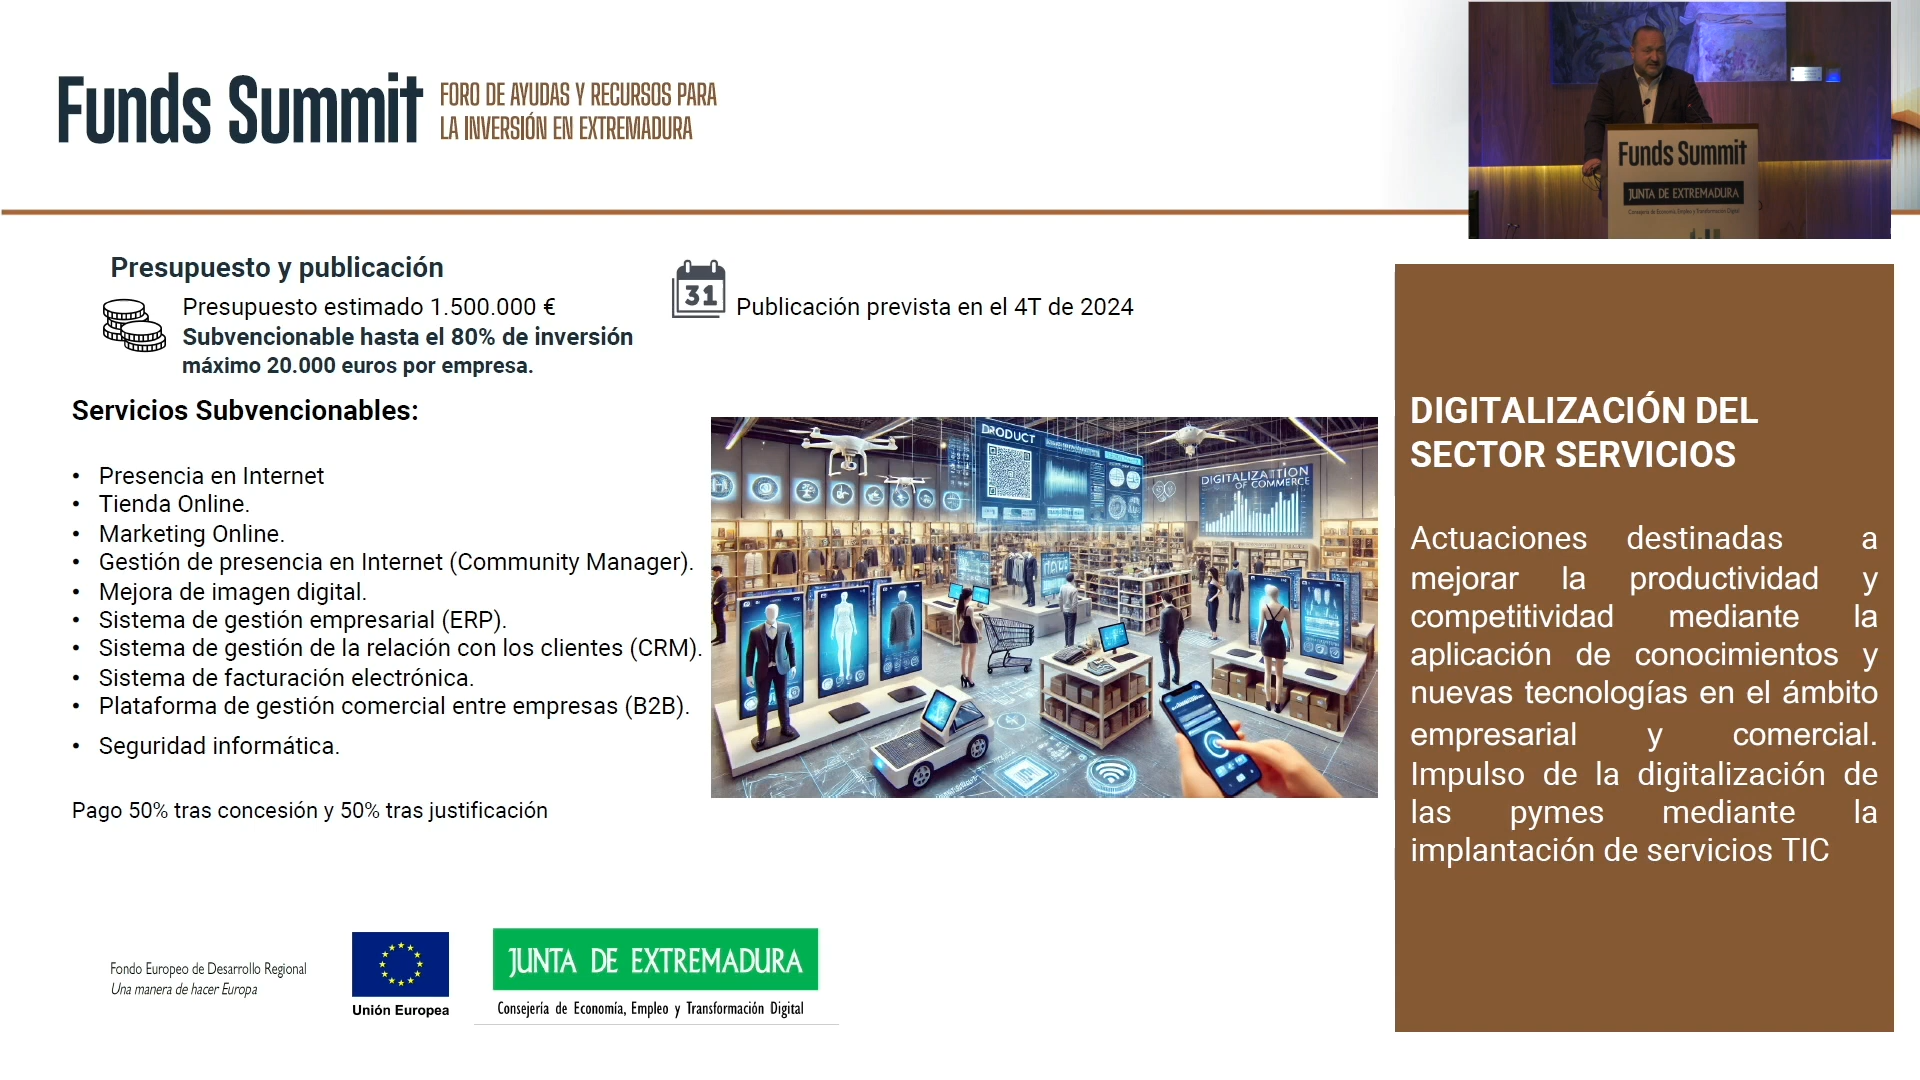 Funds Summit
FORO DE AYUDAS Y RECURSOS PARA
LA INVERSIÓN EN EXTREMADURA
Funds Summit
JUNTA DE EXTREMADURA
Consejería de Economía, Empleo y Transformación Digital
Presupuesto y publicación
Presupuesto estimado 1.500.000 €
Subvencionable hasta el 80% de inversión
máximo 20.000 euros por empresa.
31
Publicación prevista en el 4T de 2024
Servicios Subvencionables:
• Presencia en Internet
• Tienda Online.
• Marketing Online.
• Gestión de presencia en Internet (Community Manager).
• Mejora de imagen digital.
• Sistema de gestión empresarial (ERP).
• Sistema de gestión de la relación con los clientes (CRM).
• Sistema de facturación electrónica.
• Plataforma de gestión comercial entre empresas (B2B).
• Seguridad informática.
Pago 50% tras concesión y 50% tras justificación
PRODUCT
DIGITALIZATTION
OF COMMERCE
DIGITALIZACIÓN DEL
SECTOR SERVICIOS
Actuaciones destinadas a
mejorar la productividad y
competitividad mediante la
aplicación de conocimientos y
nuevas tecnologías en el ámbito
empresarial y comercial.
Impulso de la digitalización de
las pymes mediante la
implantación de servicios TIC
Fondo Europeo de Desarrollo Regional
Una manera de hacer Europa
Unión Europea
JUNTA DE EXTREMADURA
Consejería de Economía, Empleo y Transformación Digital